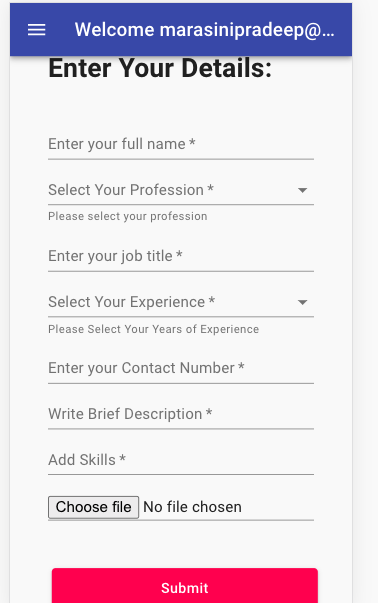 Welcome marasinipradeep@...
Enter Your Details:
Enter your full name *
Select Your Profession *
Please select your profession
Enter your job title *
Select Your Experience *
Please Select Your Years of Experience
Enter your Contact Number *
Write Brief Description *
Add Skills *
Choose file No file chosen
Submit